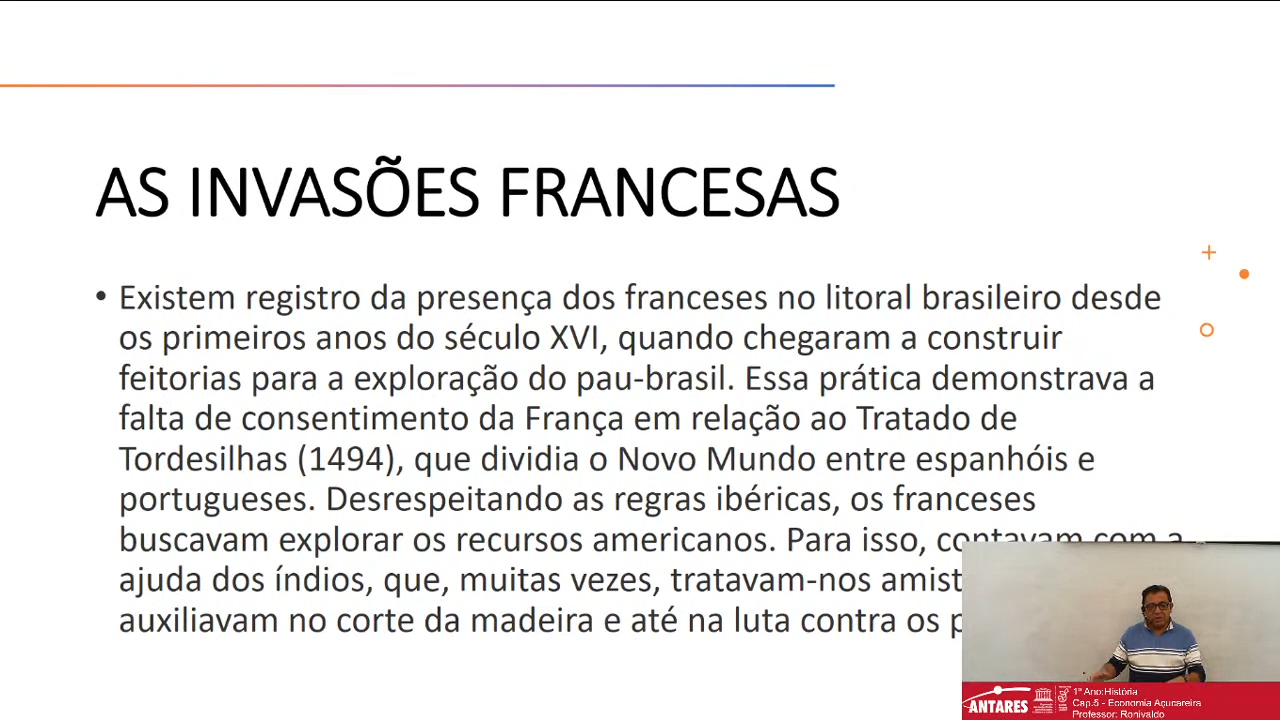 AS INVASÕES FRANCESAS
• Existem registro da presença dos franceses no litoral brasileiro desde
os primeiros anos do século XVI, quando chegaram a construir
feitorias para a exploração do pau-brasil. Essa prática demonstrava a
falta de consentimento da França em relação ao Tratado de
Tordesilhas (1494), que dividia o Novo Mundo entre espanhóis e
portugueses. Desrespeitando as regras ibéricas, os franceses
buscavam explorar os recursos americanos. Para isso, contavam com a
ajuda dos índios, que, muitas vezes, tratavam-nos
auxiliavam no corte da madeira e até na luta contra os
ANTARES
1º Ano:História
Cap.5 - Economia Açucareira
Professor: Ronivaldo